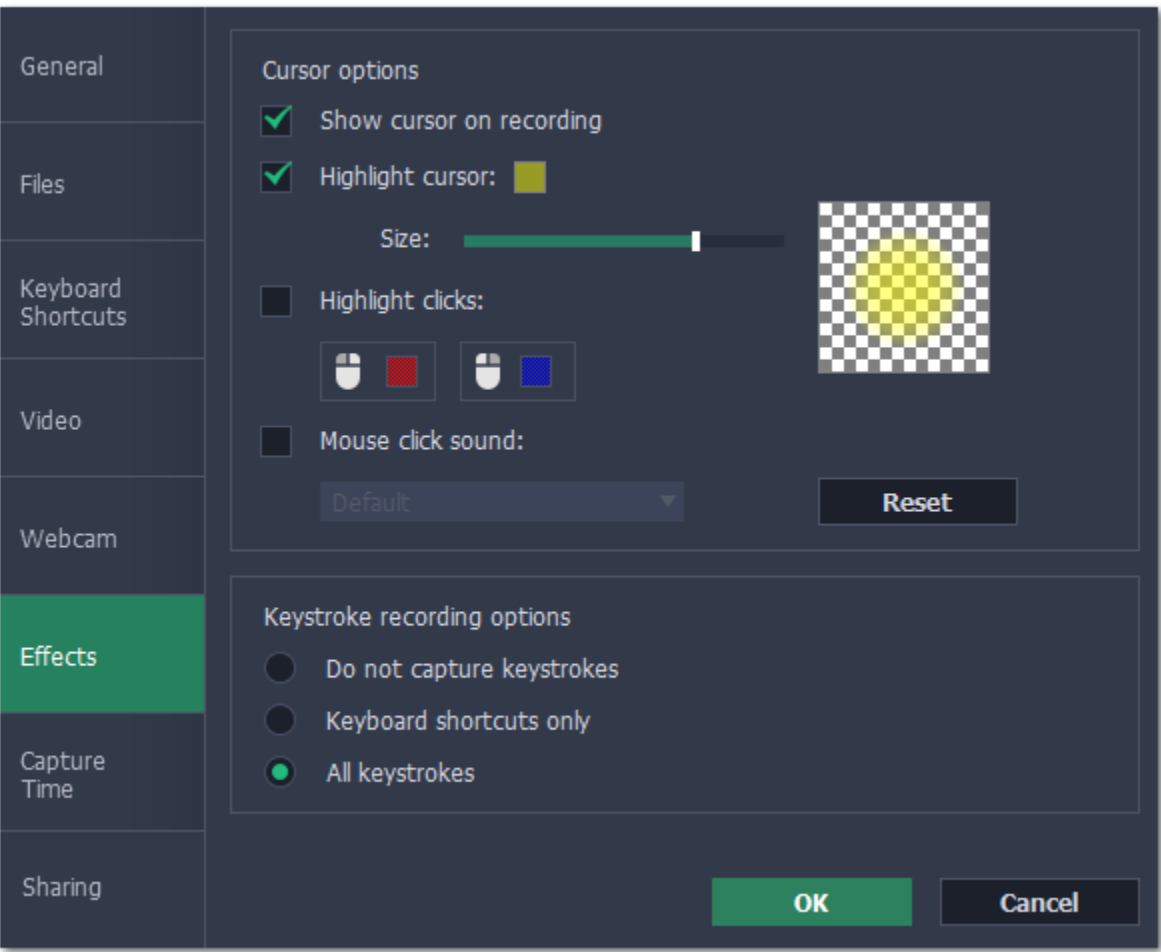 General
Files
Keyboard
Shortcuts
Video
Webcam
Effects
Capture
Time
Sharing
Cursor options
Show cursor on recording
Highlight cursor:
Size:
Highlight clicks:
Mouse click sound:
Default
Reset
Keystroke recording options
Do not capture keystrokes
Keyboard shortcuts only
All keystrokes
OK
Cancel